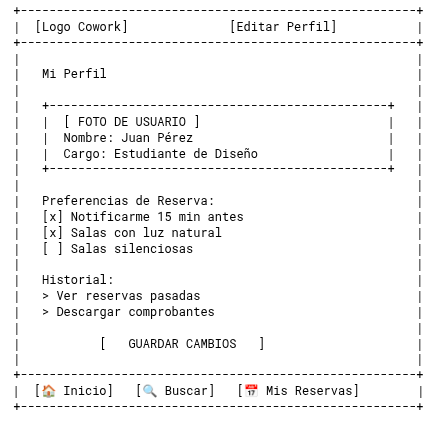 [Logo Cowork] [Editar Perfil]
Mi Perfil
[ FOTO DE USUARIO ]
Nombre: Juan Pérez
Cargo: Estudiante de Diseño
Preferencias de Reserva:
[x] Notificarme 15 min antes
[x] Salas con luz natural
[ ] Salas silenciosas
Historial:
> Ver reservas pasadas
> Descargar comprobantes
[ GUARDAR CAMBIOS ]
[🏠 Inicio] [🔍 Buscar] [📅 Mis Reservas]